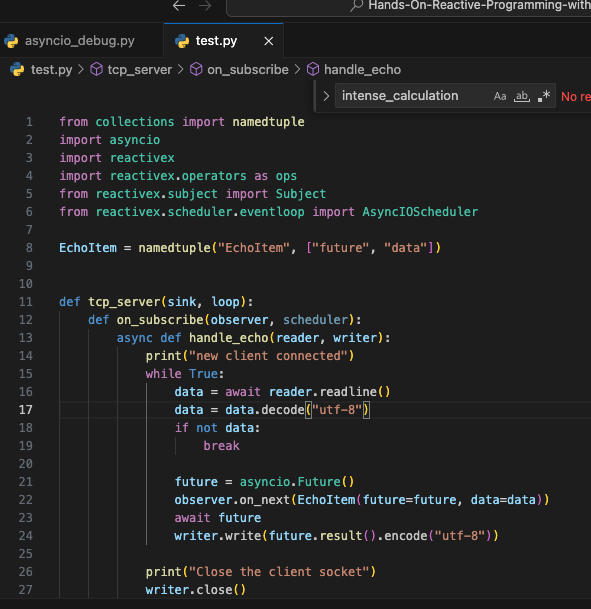 Hands-On-Reactive-Programming-with
asyncio_debug.py
test.py
test.py > tcp_server > on_subscribe > handle_echo
intense_calculation Aa ab .* No re
1 from collections import namedtuple
2 import asyncio
3 import reactivex
4 import reactivex.operators as ops
5 from reactivex.subject import Subject
6 from reactivex.scheduler.eventloop import AsyncIOScheduler
7
8 EchoItem = namedtuple("EchoItem", ["future", "data"])
9
10
11 def tcp_server(sink, loop):
12     def on_subscribe(observer, scheduler):
13         async def handle_echo(reader, writer):
14             print("new client connected")
15             while True:
16                 data = await reader.readline()
17                 data = data.decode("utf-8")
18                 if not data:
19                     break
20
21                 future = asyncio.Future()
22                 observer.on_next(EchoItem(future=future, data=data))
23                 await future
24                 writer.write(future.result().encode("utf-8"))
25
26             print("Close the client socket")
27             writer.close()